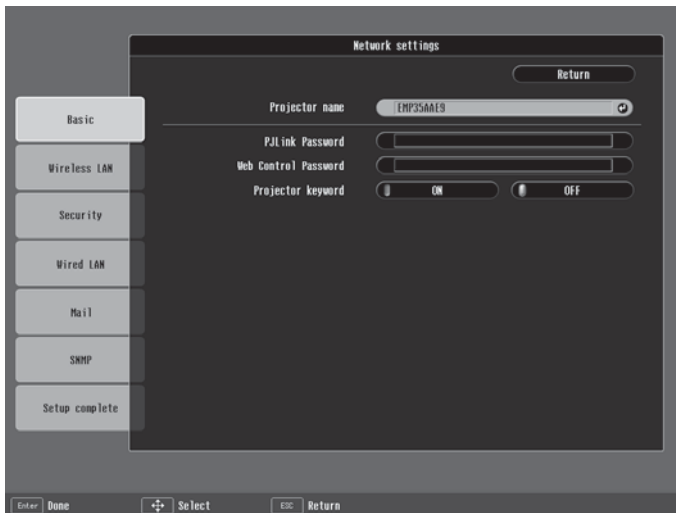 Network settings
Return
Basic
Projector name EMP35AAE9
PJLink Password
Wireless LAN
Web Control Password
Projector keyword ON OFF
Security
Wired LAN
Mail
SNMP
Setup complete
Enter Done Select ESC Return